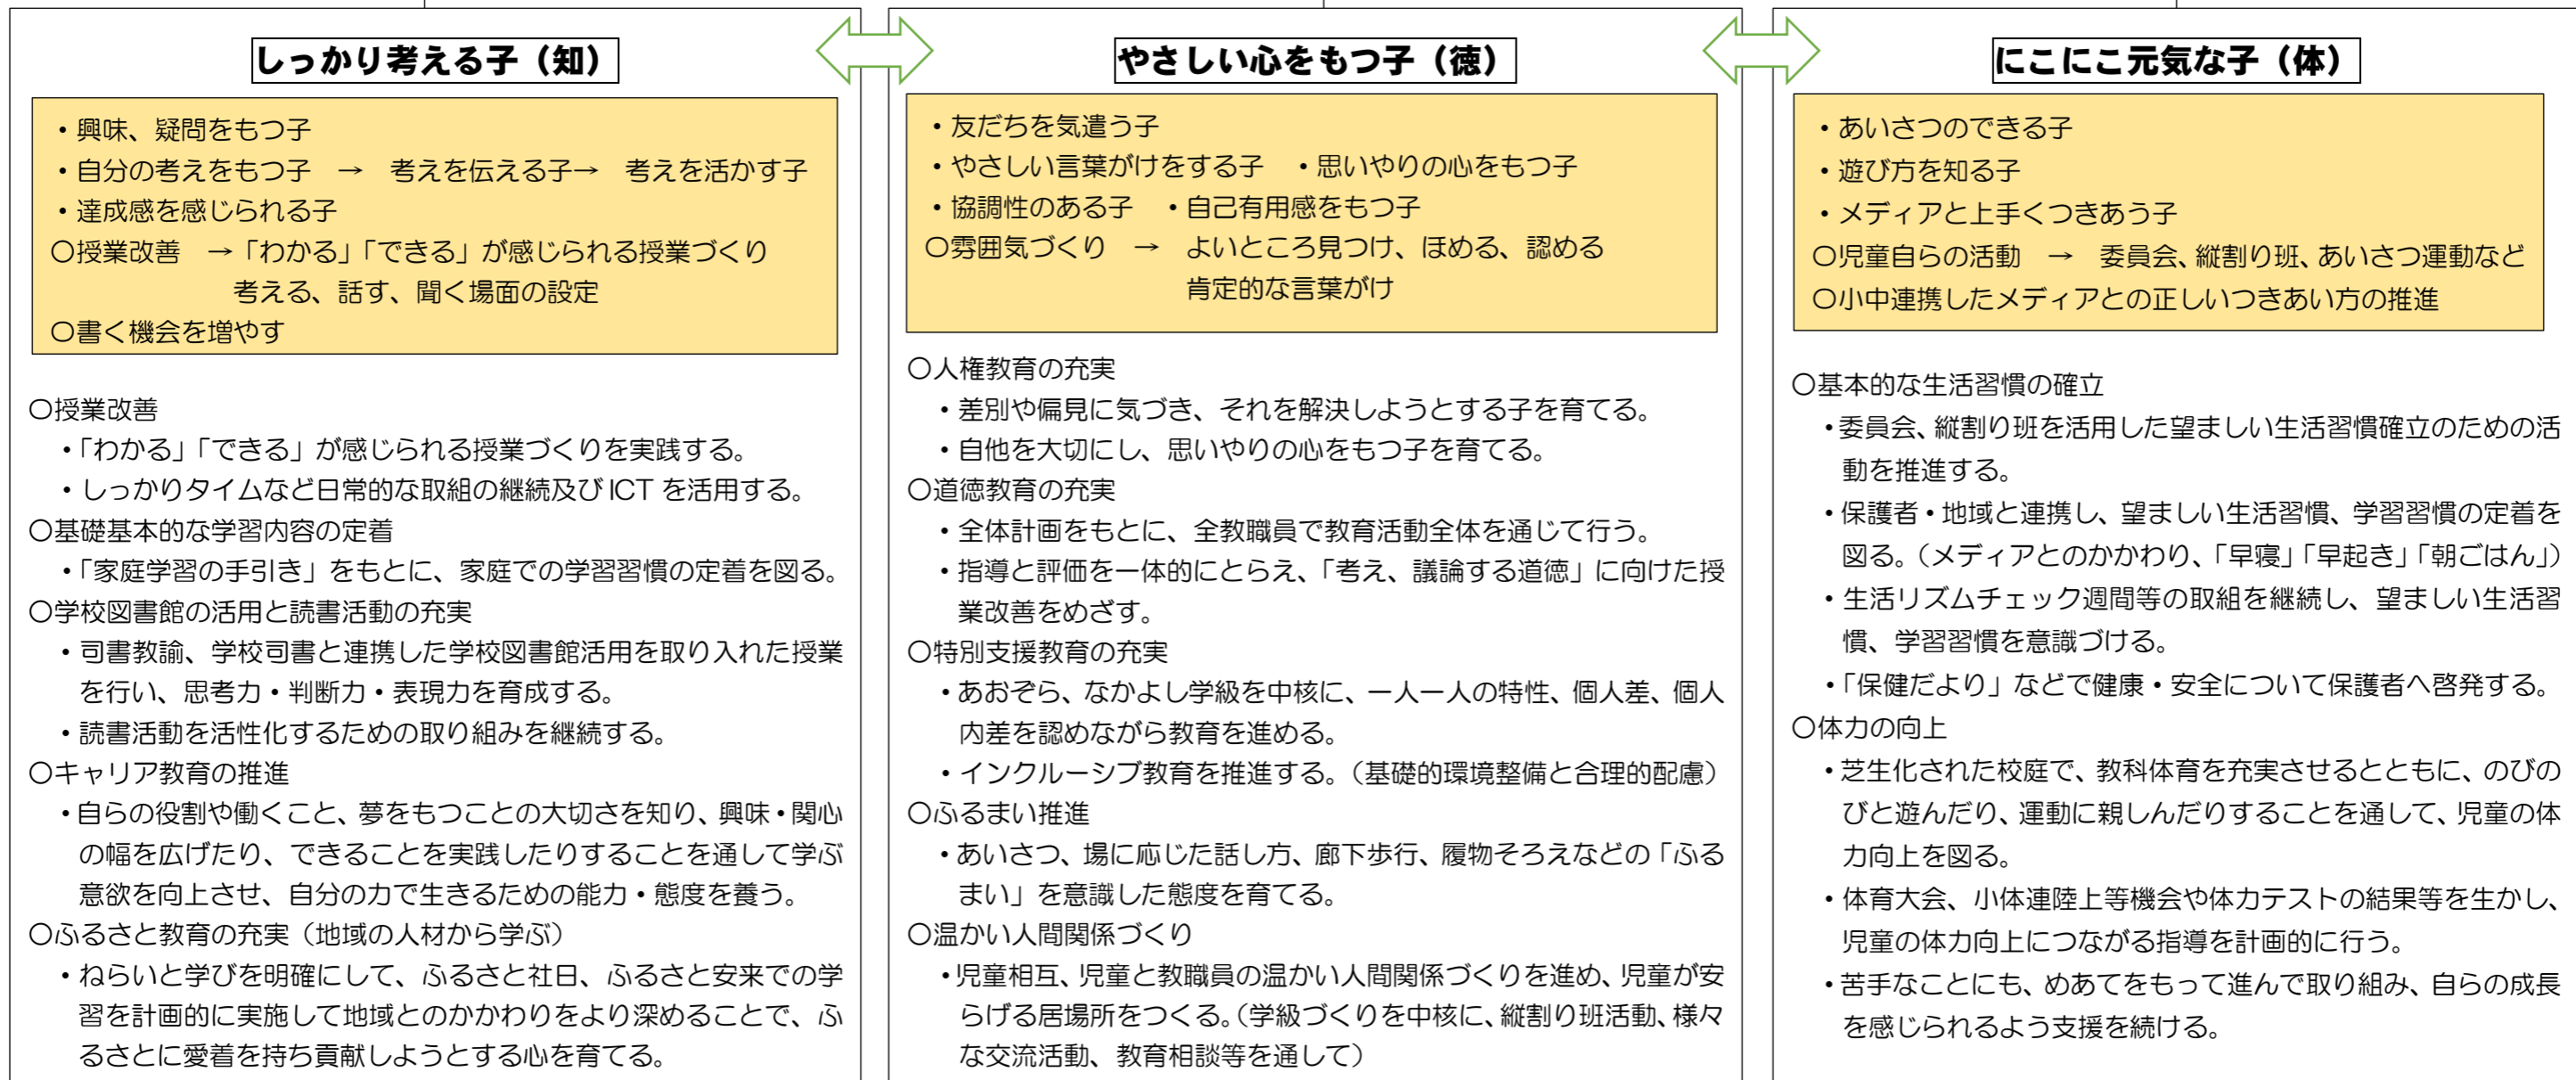 しっかり考える子（知）
・興味、疑問をもつ子
・自分の考えをもつ子　→　考えを伝える子→　考えを活かす子
・達成感を感じられる子
〇授業改善　→「わかる」「できる」が感じられる授業づくり
考える、話す、聞く場面の設定
〇書く機会を増やす
〇授業改善
・「わかる」「できる」が感じられる授業づくりを実践する。
・しっかりタイムなど日常的な取組の継続及びICTを活用する。
〇基礎基本的な学習内容の定着
・「家庭学習の手引き」をもとに、家庭での学習習慣の定着を図る。
〇学校図書館の活用と読書活動の充実
・司書教諭、学校司書と連携した学校図書館活用を取り入れた授業
を行い、思考力・判断力・表現力を育成する。
・読書活動を活性化するための取り組みを継続する。
〇キャリア教育の推進
・自らの役割や働くこと、夢をもつことの大切さを知り、興味・関心
の幅を広げたり、できることを実践したりすることを通して学ぶ
意欲を向上させ、自分の力で生きるための能力・態度を養う。
〇ふるさと教育の充実（地域の人材から学ぶ）
・ねらいと学びを明確にして、ふるさと社日、ふるさと安来での学
習を計画的に実施して地域とのかかわりをより深めることで、ふ
るさとに愛着を持ち貢献しようとする心を育てる。
やさしい心をもつ子（徳）
・友だちを気遣う子
・やさしい言葉がけをする子　・思いやりの心をもつ子
・協調性のある子　・自己有用感をもつ子
〇雰囲気づくり　→　よいところ見つけ、ほめる、認める
肯定的な言葉がけ
〇人権教育の充実
・差別や偏見に気づき、それを解決しようとする子を育てる。
・自他を大切にし、思いやりの心をもつ子を育てる。
〇道徳教育の充実
・全体計画をもとに、全教職員で教育活動全体を通じて行う。
・指導と評価を一体的にとらえ、「考え、議論する道徳」に向けた授
業改善をめざす。
〇特別支援教育の充実
・あおぞら、なかよし学級を中核に、一人一人の特性、個人差、個人
内差を認めながら教育を進める。
・インクルーシブ教育を推進する。（基礎的環境整備と合理的配慮）
〇ふるまい推進
・あいさつ、場に応じた話し方、廊下歩行、履物そろえなどの「ふる
まい」を意識した態度を育てる。
〇温かい人間関係づくり
・児童相互、児童と教職員の温かい人間関係づくりを進め、児童が安
らげる居場所をつくる。（学級づくりを中核に、縦割り班活動、様々
な交流活動、教育相談等を通して）
にこにこ元気な子（体）
・あいさつのできる子
・遊び方を知る子
・メディアと上手くつきあう子
〇児童自らの活動　→　委員会、縦割り班、あいさつ運動など
〇小中連携したメディアとの正しいつきあい方の推進
〇基本的な生活習慣の確立
・委員会、縦割り班を活用した望ましい生活習慣確立のための活
動を推進する。
・保護者・地域と連携し、望ましい生活習慣、学習習慣の定着を
図る。（メディアとのかかわり、「早寝」「早起き」「朝ごはん」）
・生活リズムチェック週間等の取組を継続し、望ましい生活習
慣、学習習慣を意識づける。
・「保健だより」などで健康・安全について保護者へ啓発する。
〇体力の向上
・芝生化された校庭で、教科体育を充実させるとともに、のびの
びと遊んだり、運動に親しんだりすることを通して、児童の体
力向上を図る。
・体育大会、小体連陸上等機会や体力テストの結果等を生かし、
児童の体力向上につながる指導を計画的に行う。
・苦手なことにも、めあてをもって進んで取り組み、自らの成長
を感じられるよう支援を続ける。